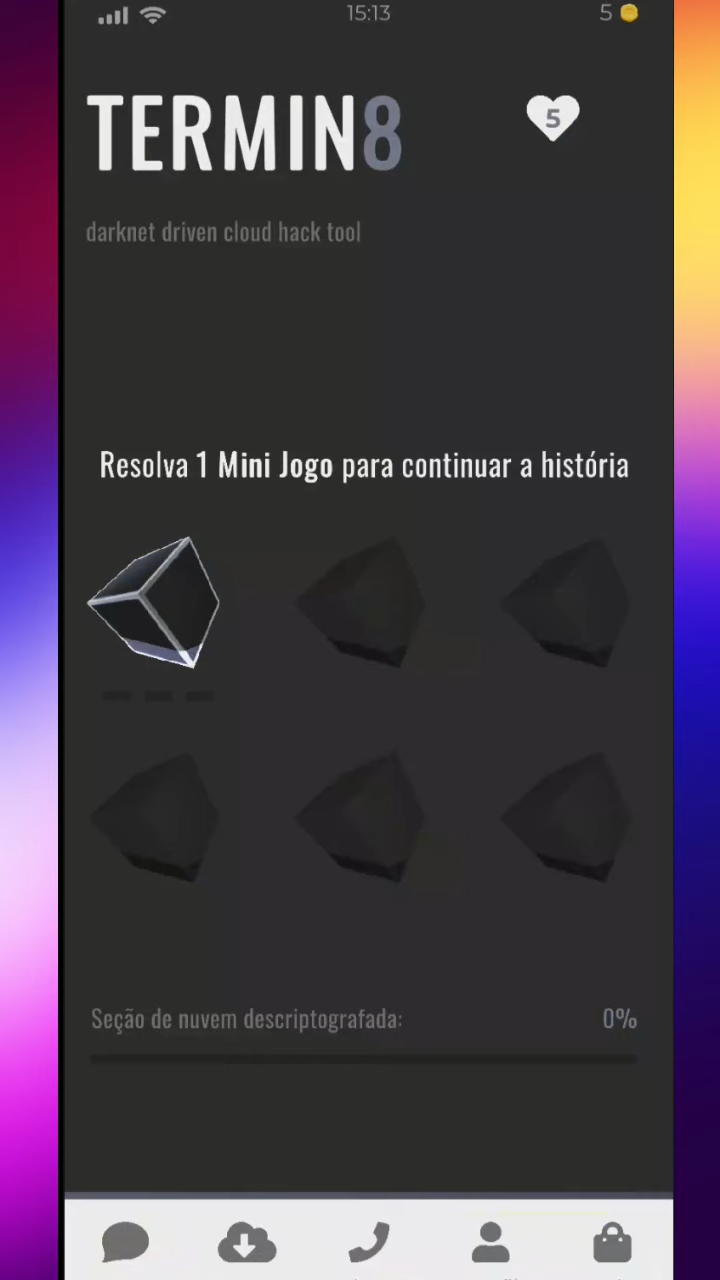 15:13
5
TERMIN8
5
darknet driven cloud hack tool
Resolva 1 Mini Jogo para continuar a história
Seção de nuvem descriptografada:
0%